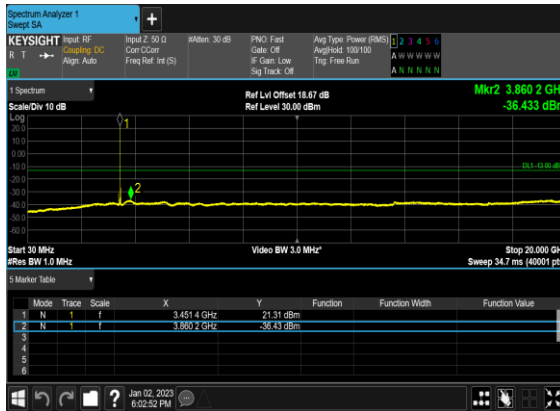 Spectrum Analyzer 1
Swept SA
KEYSIGHT
R T
Input: RF
Coupling: DC
Align: Auto
Input Z: 50 Ω
Corr CCorr
Freq Ref: Int (S)
#Atten: 30 dB
PNO: Fast
Gate: Off
IF Gain: Low
Sig Track: Off
Avg Type: Power (RMS)
Avg|Hold: 100/100
Trig: Free Run
1 2 3 4 5 6
A W W W W W
A N N N N N
1 Spectrum
Scale/Div 10 dB
Ref Lvl Offset 18.67 dB
Ref Level 30.00 dBm
Mkr2 3.860 2 GH
-36.433 dBr
Log
20.0
10.0
0.00
-10.0
-20.0
-30.0
-40.0
-50.0
-60.0
1
2
DL1 -13.00 dB
Start 30 MHz
#Res BW 1.0 MHz
Video BW 3.0 MHz*
Stop 20.000 GH
Sweep 34.7 ms (40001 pt
5 Marker Table
Mode Trace Scale X Y Function Function Width Function Value
1 N 1 f 3.451 4 GHz 21.31 dBm
2 N 1 f 3.860 2 GHz -36.43 dBm
3
4
5
6
?
Jan 02, 2023
6:02:52 PM